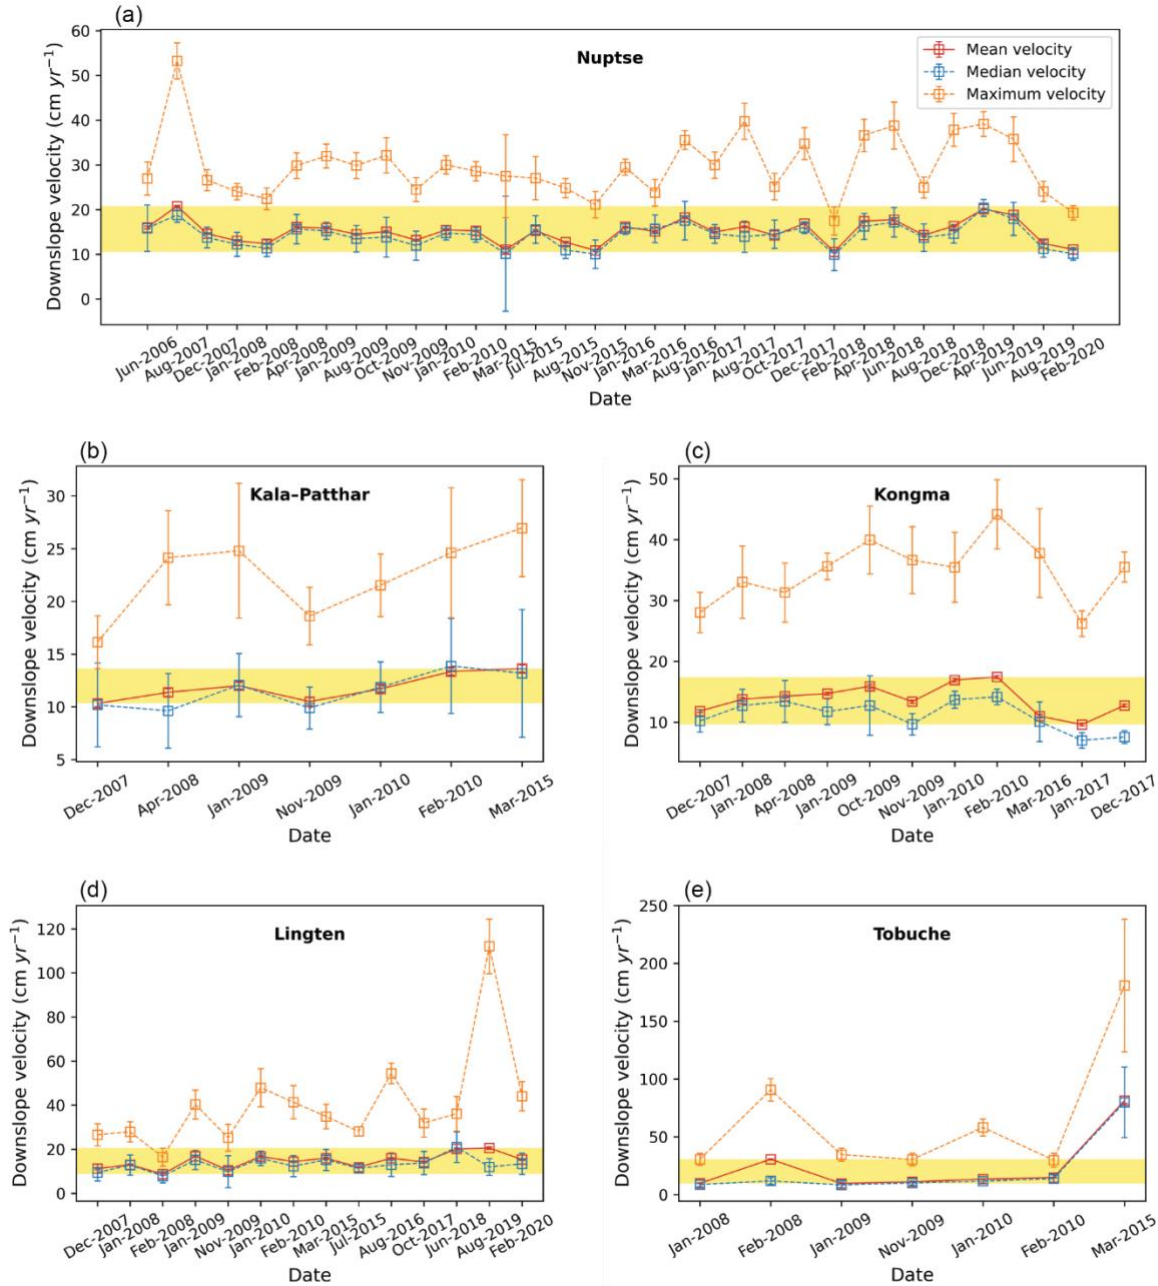 (a)
Nuptse
Mean velocity
Median velocity
Maximum velocity
Downslope velocity (cm yr⁻¹)
60
50
40
30
20
10
0
Jun-2006
Aug-2007
Dec-2007
Jan-2008
Feb-2008
Apr-2008
Jan-2009
Aug-2009
Oct-2009
Nov-2009
Jan-2010
Feb-2010
Mar-2015
Jul-2015
Aug-2015
Nov-2015
Jan-2016
Mar-2016
Aug-2016
Jan-2017
Aug-2017
Oct-2017
Dec-2017
Feb-2018
Apr-2018
Jun-2018
Aug-2018
Dec-2018
Apr-2019
Jun-2019
Aug-2019
Feb-2020
Date
(b)
Kala–Patthar
Downslope velocity (cm yr⁻¹)
30
25
20
15
10
5
Dec-2007
Apr-2008
Jan-2009
Nov-2009
Jan-2010
Feb-2010
Mar-2015
Date
(c)
Kongma
Downslope velocity (cm yr⁻¹)
50
40
30
20
10
Dec-2007
Jan-2008
Apr-2008
Jan-2009
Oct-2009
Nov-2009
Jan-2010
Feb-2010
Mar-2016
Jan-2017
Dec-2017
Date
(d)
Lingten
Downslope velocity (cm yr⁻¹)
120
100
80
60
40
20
0
Dec-2007
Jan-2008
Feb-2008
Jan-2009
Nov-2009
Jan-2010
Feb-2010
Mar-2015
Jul-2015
Aug-2016
Oct-2017
Jun-2018
Aug-2019
Feb-2020
Date
(e)
Tobuche
Downslope velocity (cm yr⁻¹)
250
200
150
100
50
0
Jan-2008
Feb-2008
Jan-2009
Nov-2009
Jan-2010
Feb-2010
Mar-2015
Date